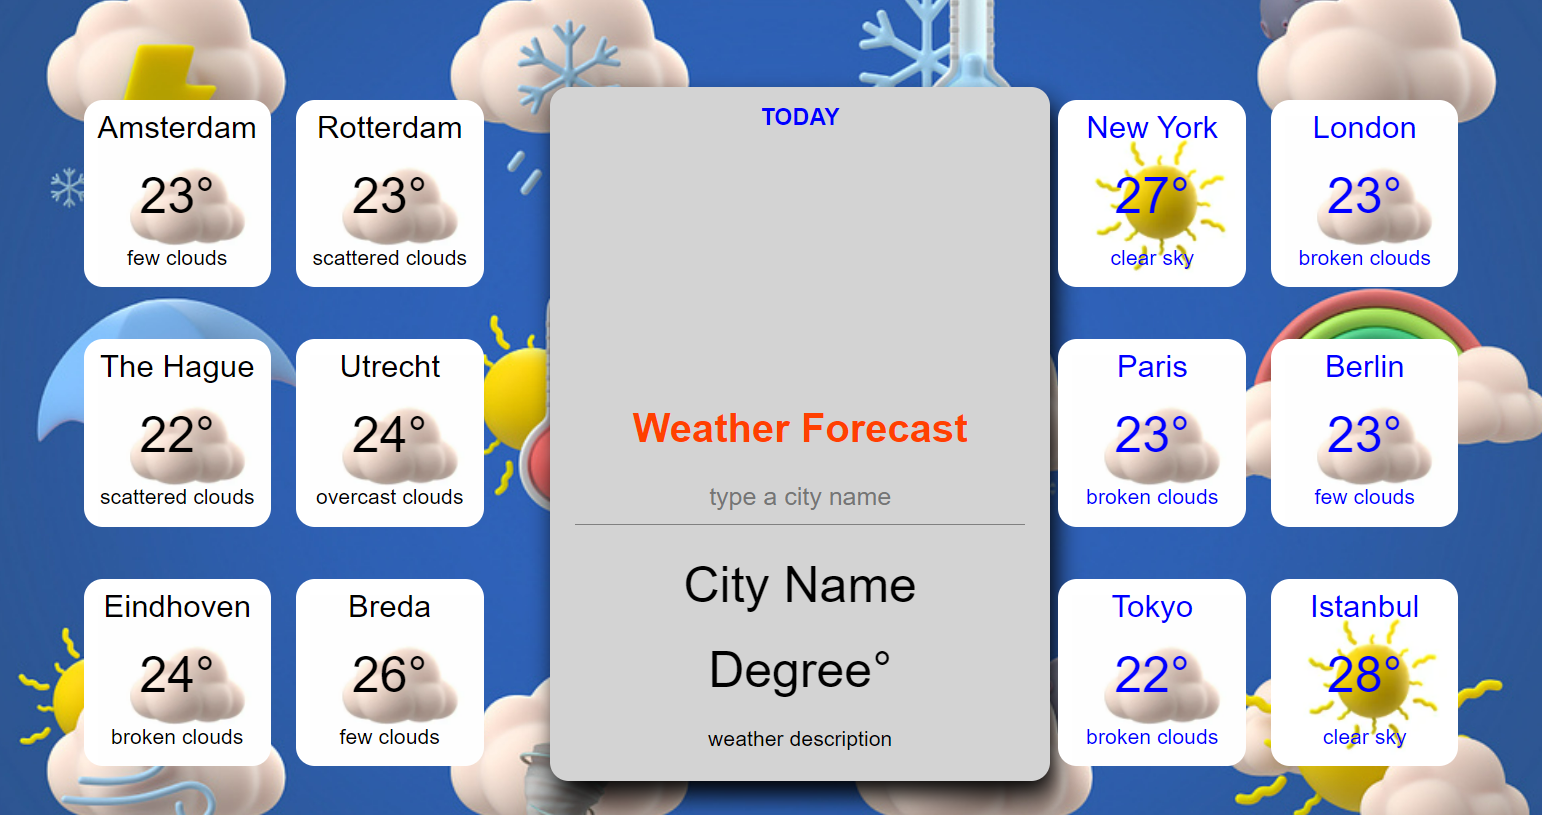 Amsterdam
23°
few clouds
Rotterdam
23°
scattered clouds
The Hague
22°
scattered clouds
Utrecht
24°
overcast clouds
Eindhoven
24°
broken clouds
Breda
26°
few clouds
TODAY
Weather Forecast
type a city name
City Name
Degree°
weather description
New York
27°
clear sky
London
23°
broken clouds
Paris
23°
broken clouds
Berlin
23°
few clouds
Tokyo
22°
broken clouds
Istanbul
28°
clear sky